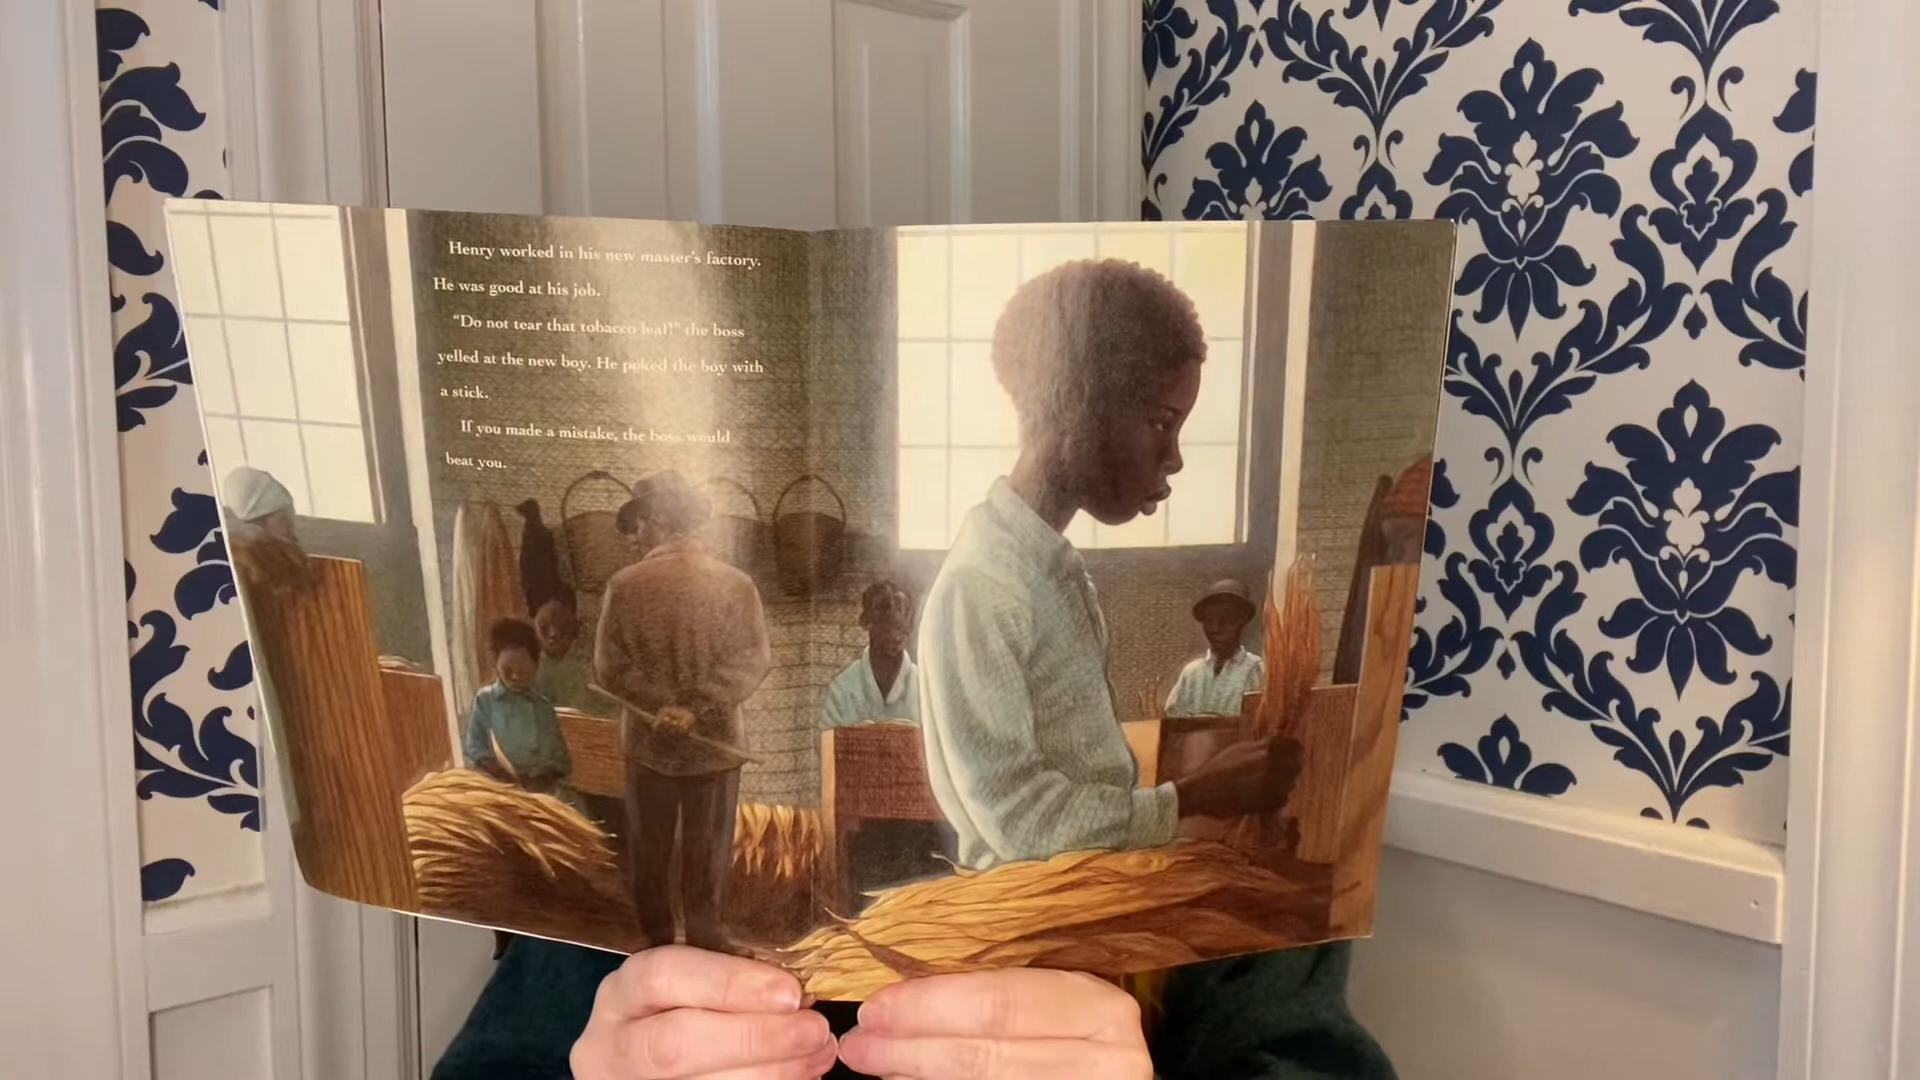 Henry worked in his new master's factory.
He was good at his job.
"Do not tear that tobacco leaf!" the boss
yelled at the new boy. He poked the boy with
a stick.
If you made a mistake, the boss would
beat you.